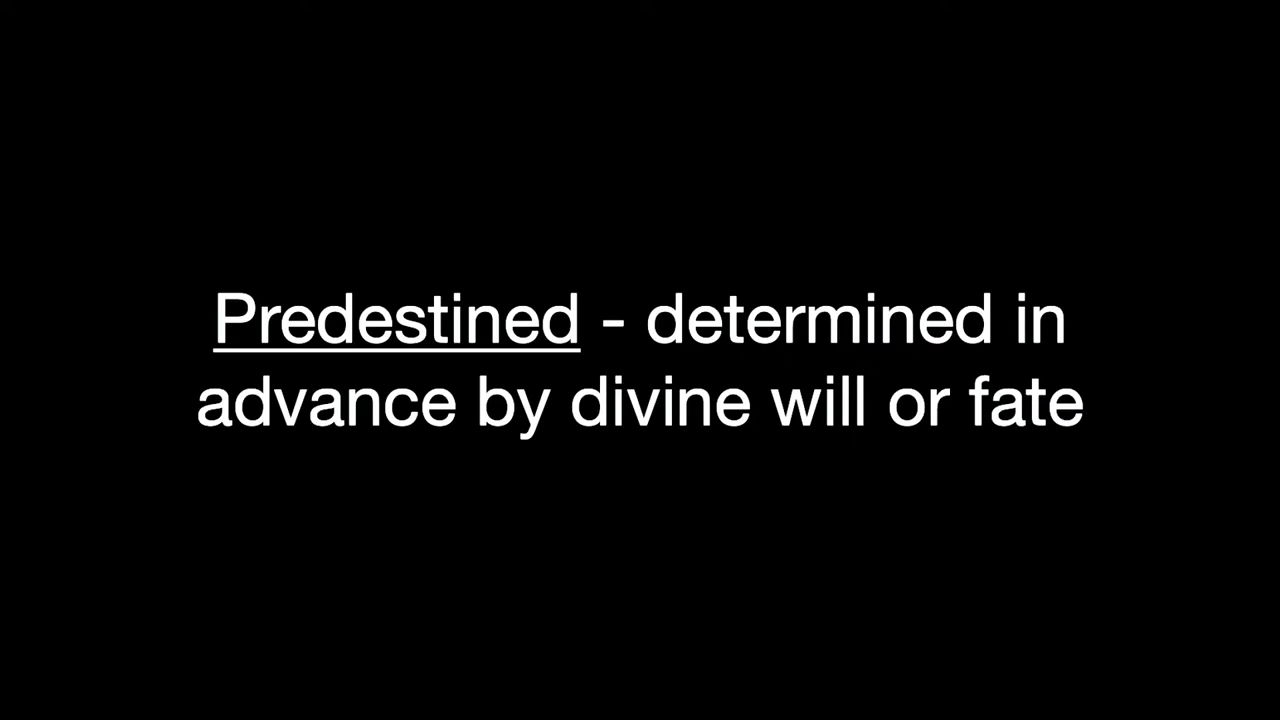 Predestined - determined in
advance by divine will or fate